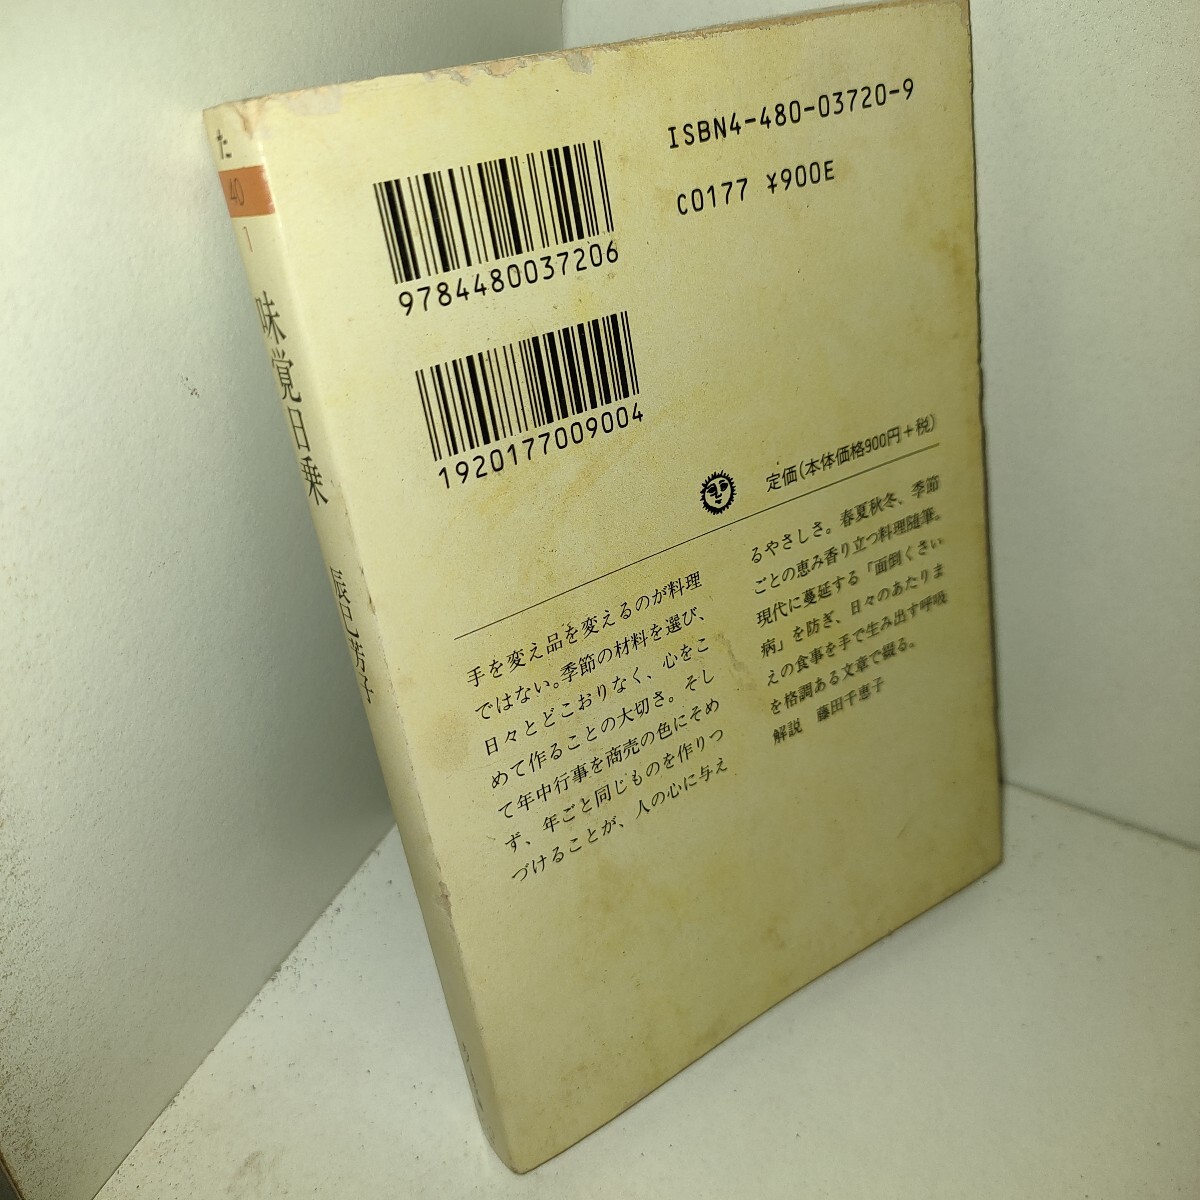 た
40
1
味覚日乗
辰巳芳子
ISBN4-480-03720-9
C0177 ¥900E
9784480037206
1920177009004
定価(本体価格900円+税)
手を変え品を変えるのが料理
ではない。季節の材料を選び、
日々とどこおりなく、心をこ
めて作ることの大切さ。そし
て年中行事を商売の色にそめ
ず、年ごと同じものを作りつ
づけることが、人の心に与え
るやさしさ。春夏秋冬、季節
ごとの恵み香り立つ料理随筆。
現代に蔓延する「面倒くさい
病」を防ぎ、日々のあたりま
えの食事を手で生み出す呼吸
を格調ある文章で綴る。
解説　藤田千恵子